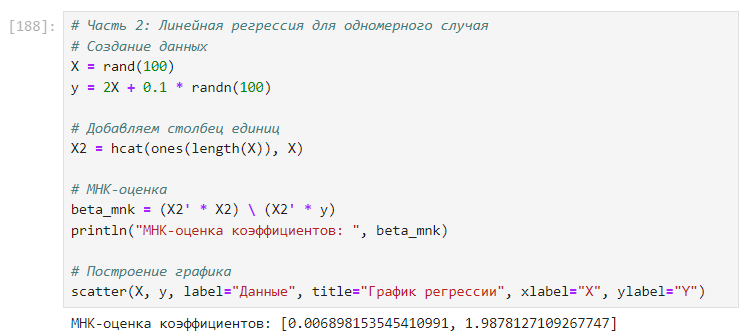 [188]:
# Часть 2: Линейная регрессия для одномерного случая
# Создание данных
X = rand(100)
y = 2X + 0.1 * randn(100)
# Добавляем столбец единиц
X2 = hcat(ones(length(X)), X)
# МНК-оценка
beta_mnk = (X2' * X2) \ (X2' * y)
println("МНК-оценка коэффициентов: ", beta_mnk)
# Построение графика
scatter(X, y, label="Данные", title="График регрессии", xlabel="X", ylabel="Y")
МНК-оценка коэффициентов: [0.006898153545410991, 1.9878127109267747]